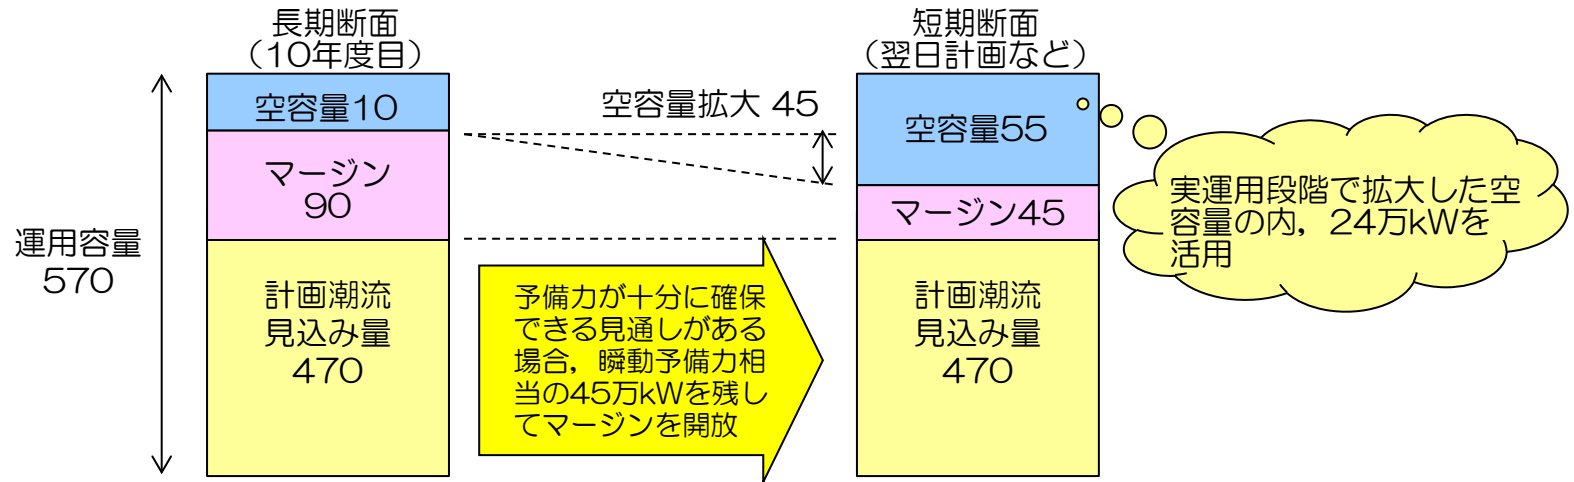 長期断面
（10年度目）
空容量10
マージン
90
運用容量
570
計画潮流
見込み量
470
空容量拡大 45
予備力が十分に確保
できる見通しがある
場合，瞬動予備力相
当の45万kWを残し
てマージンを開放
短期断面
（翌日計画など）
空容量55
マージン45
計画潮流
見込み量
470
実運用段階で拡大した空
容量の内，24万kWを
活用